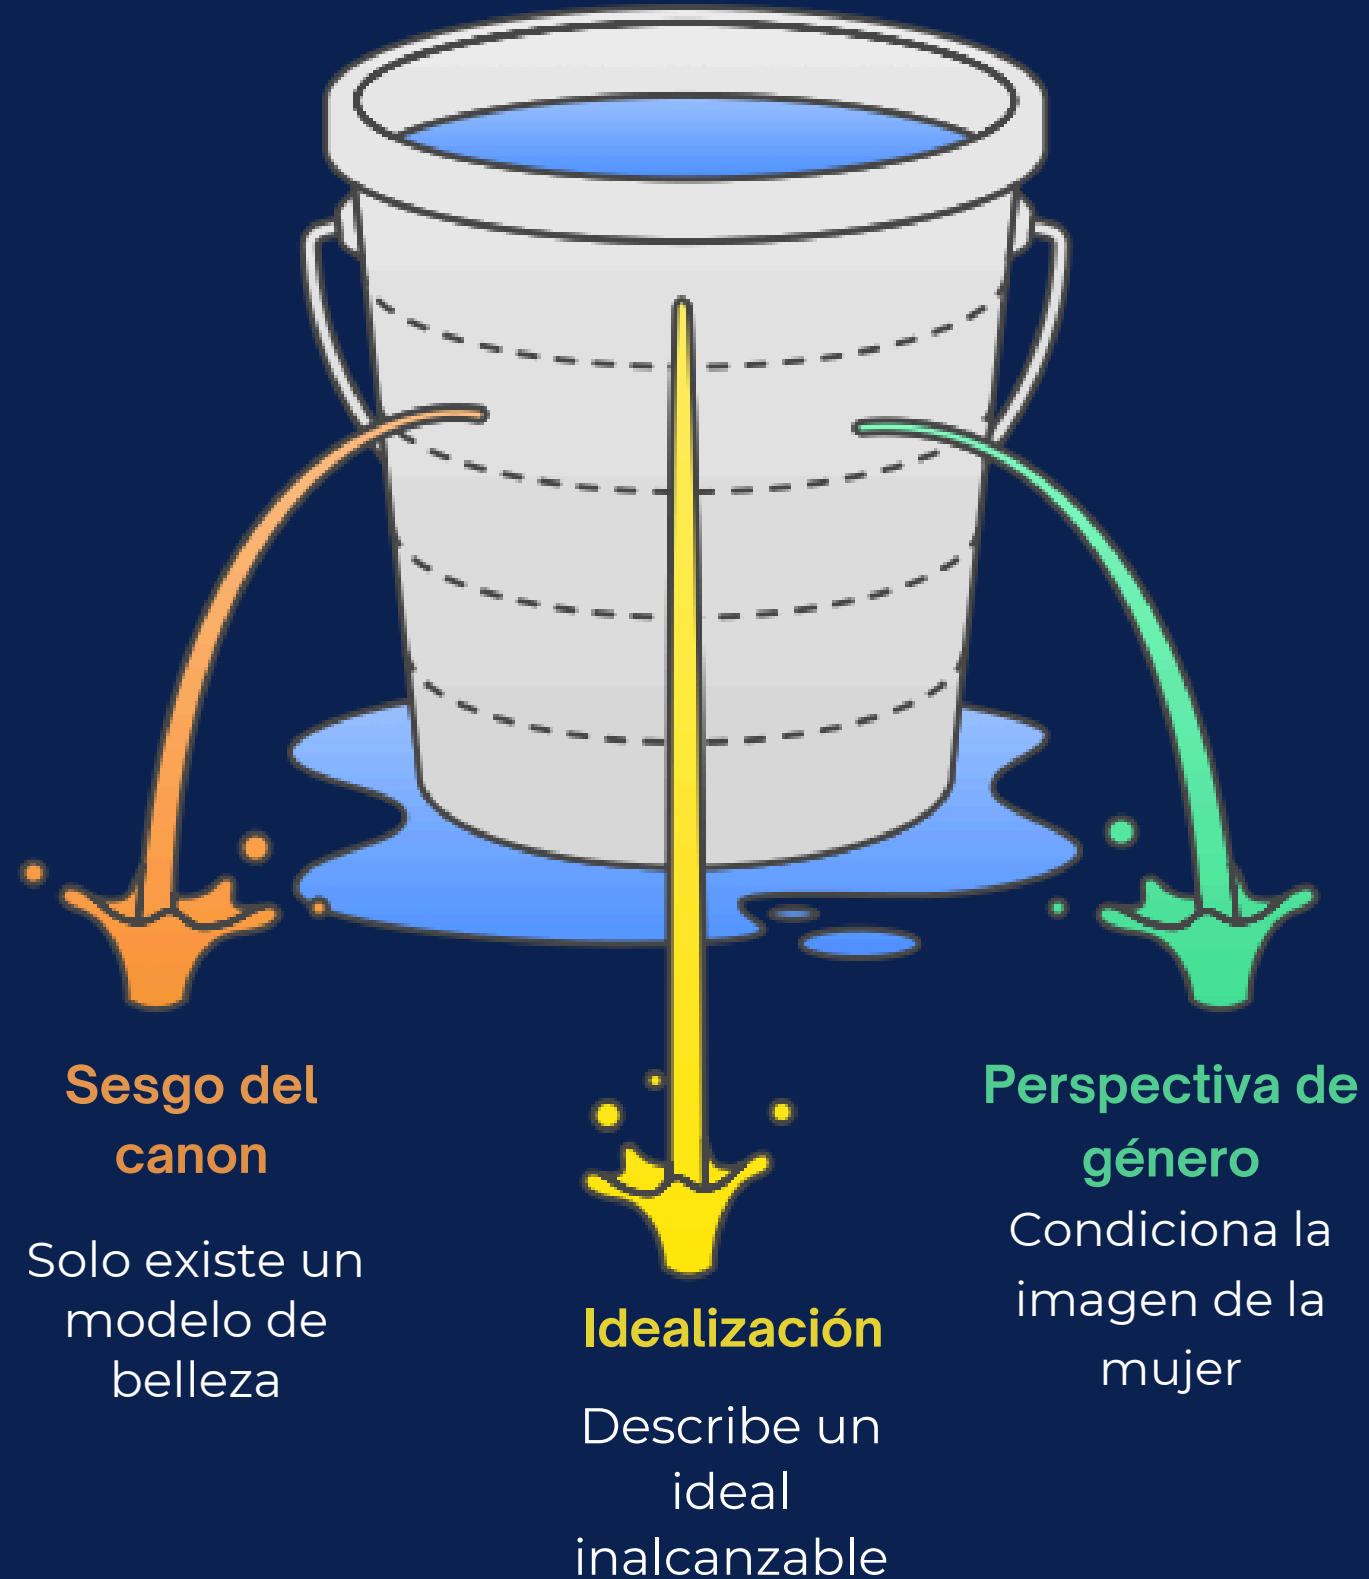 Sesgo del
canon
Solo existe un
modelo de
belleza
Idealización
Describe un
ideal
inalcanzable
Perspectiva de
género
Condiciona la
imagen de la
mujer